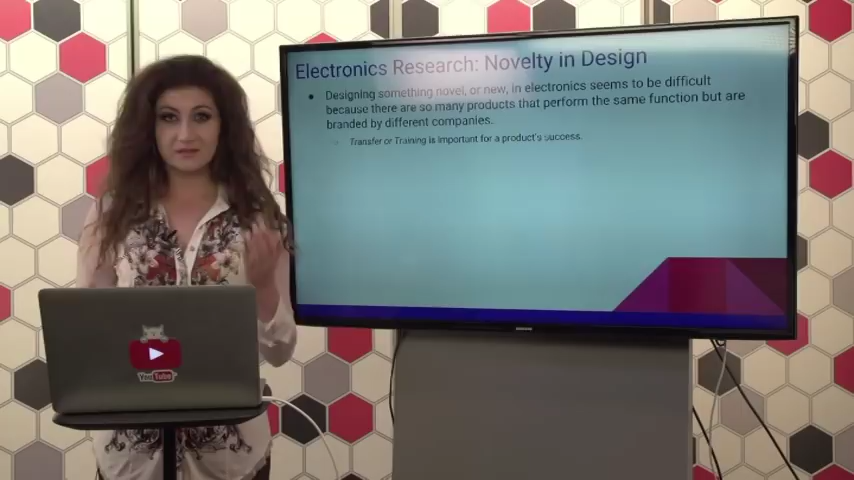 Electronics Research: Novelty in Design
● Designing something novel, or new, in electronics seems to be difficult
because there are so many products that perform the same function but are
branded by different companies.
○ Transfer or Training is important for a product's success.
SAMSUNG
YouTube